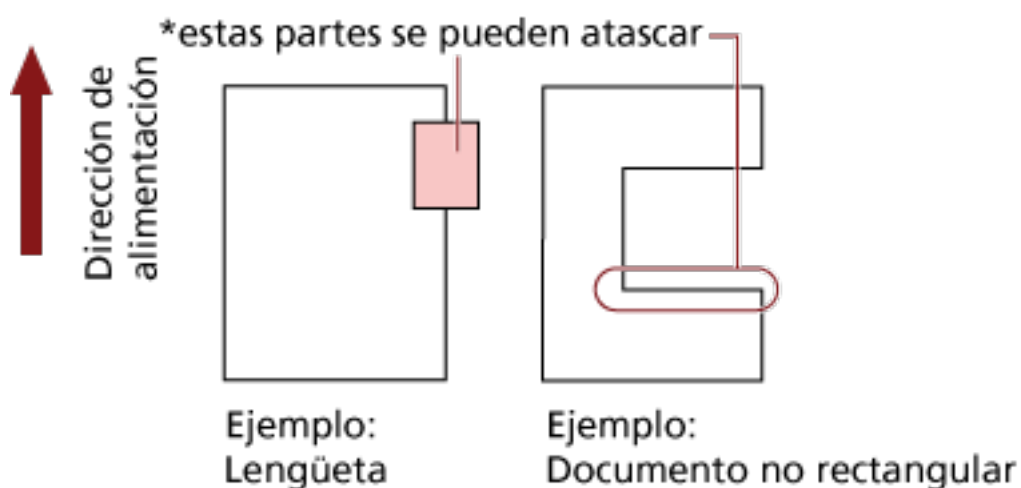 *estas partes se pueden atascar
Dirección de
alimentación
Ejemplo:
Lengüeta
Ejemplo:
Documento no rectangular